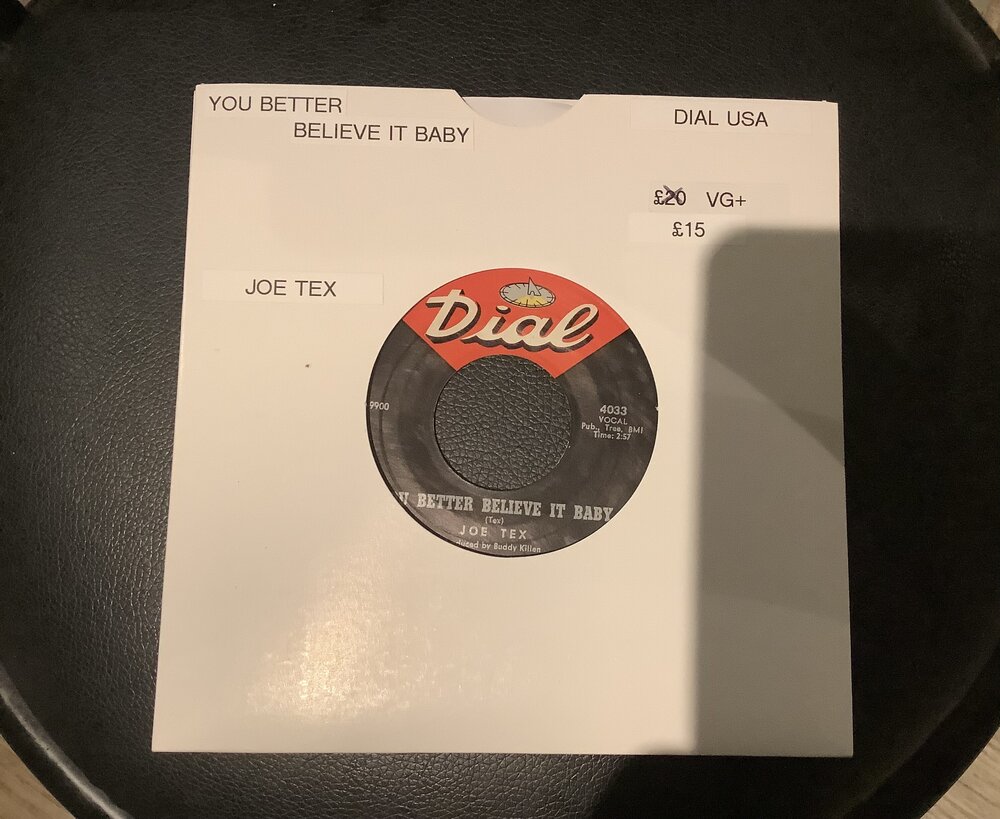 YOU BETTER
BELIEVE IT BABY
DIAL USA
£20 VG+
£15
JOE TEX
Dial
9900
4033
VOCAL
Pub., Tree, BMI
Time: 2:57
U BETTER BELIEVE IT BABY
(Tex)
JOE TEX
duced by Buddy Killen